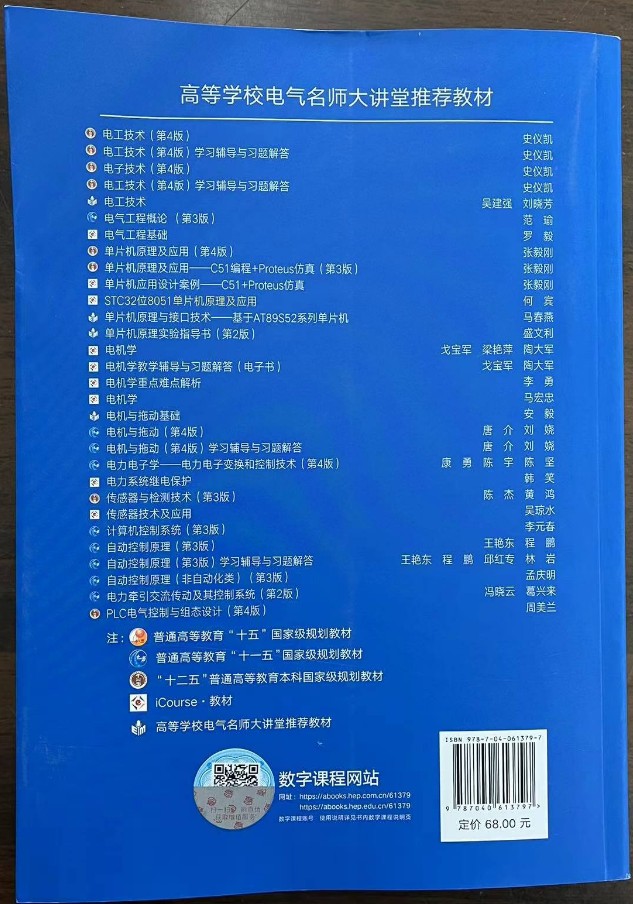 高等学校电气名师大讲堂推荐教材
电工技术（第4版） 史仪凯
电工技术（第4版）学习辅导与习题解答 史仪凯
电子技术（第4版） 史仪凯
电工技术（第4版）学习辅导与习题解答 史仪凯
电工技术 吴建强 刘晓芳
电气工程概论（第3版） 范 瑜
电气工程基础 罗 毅
单片机原理及应用（第4版） 张毅刚
单片机原理及应用——C51编程+Proteus仿真（第3版） 张毅刚
单片机应用设计案例——C51+Proteus仿真 张毅刚
STC32位8051单片机原理及应用 何 宾
单片机原理与接口技术——基于AT89S52系列单片机 马春燕
单片机原理实验指导书（第2版） 盛文利
电机学 戈宝军 梁艳萍 陶大军
电机学教学辅导与习题解答（电子书） 戈宝军 陶大军
电机学重点难点解析 李 勇
电机学 马宏忠
电机与拖动基础 安 毅
电机与拖动（第4版） 唐 介 刘 娆
电机与拖动（第4版）学习辅导与习题解答 唐 介 刘 娆
电力电子学——电力电子变换和控制技术（第4版） 康 勇 陈 宇 陈 坚
电力系统继电保护 韩 笑
传感器与检测技术（第3版） 陈 杰 黄 鸿
传感器技术及应用 吴琼水
计算机控制系统（第3版） 李元春
自动控制原理（第3版） 王艳东 程 鹏
自动控制原理（第3版）学习辅导与习题解答 王艳东 程 鹏 邱红专 林 岩
自动控制原理（非自动化类）（第3版） 孟庆明
电力牵引交流传动及其控制系统（第2版） 冯晓云 葛兴来
PLC电气控制与组态设计（第4版） 周美兰
注：普通高等教育“十五”国家级规划教材
普通高等教育“十一五”国家级规划教材
“十二五”普通高等教育本科国家级规划教材
iCourse·教材
高等学校电气名师大讲堂推荐教材
数字课程网站
网址：https://abooks.hep.com.cn/61379
https://abooks.hep.edu.cn/61379
数字课程账号 使用说明详见书内数字课程说明页
ISBN 978-7-04-061379-7
9 787040 613797>
定价 68.00 元